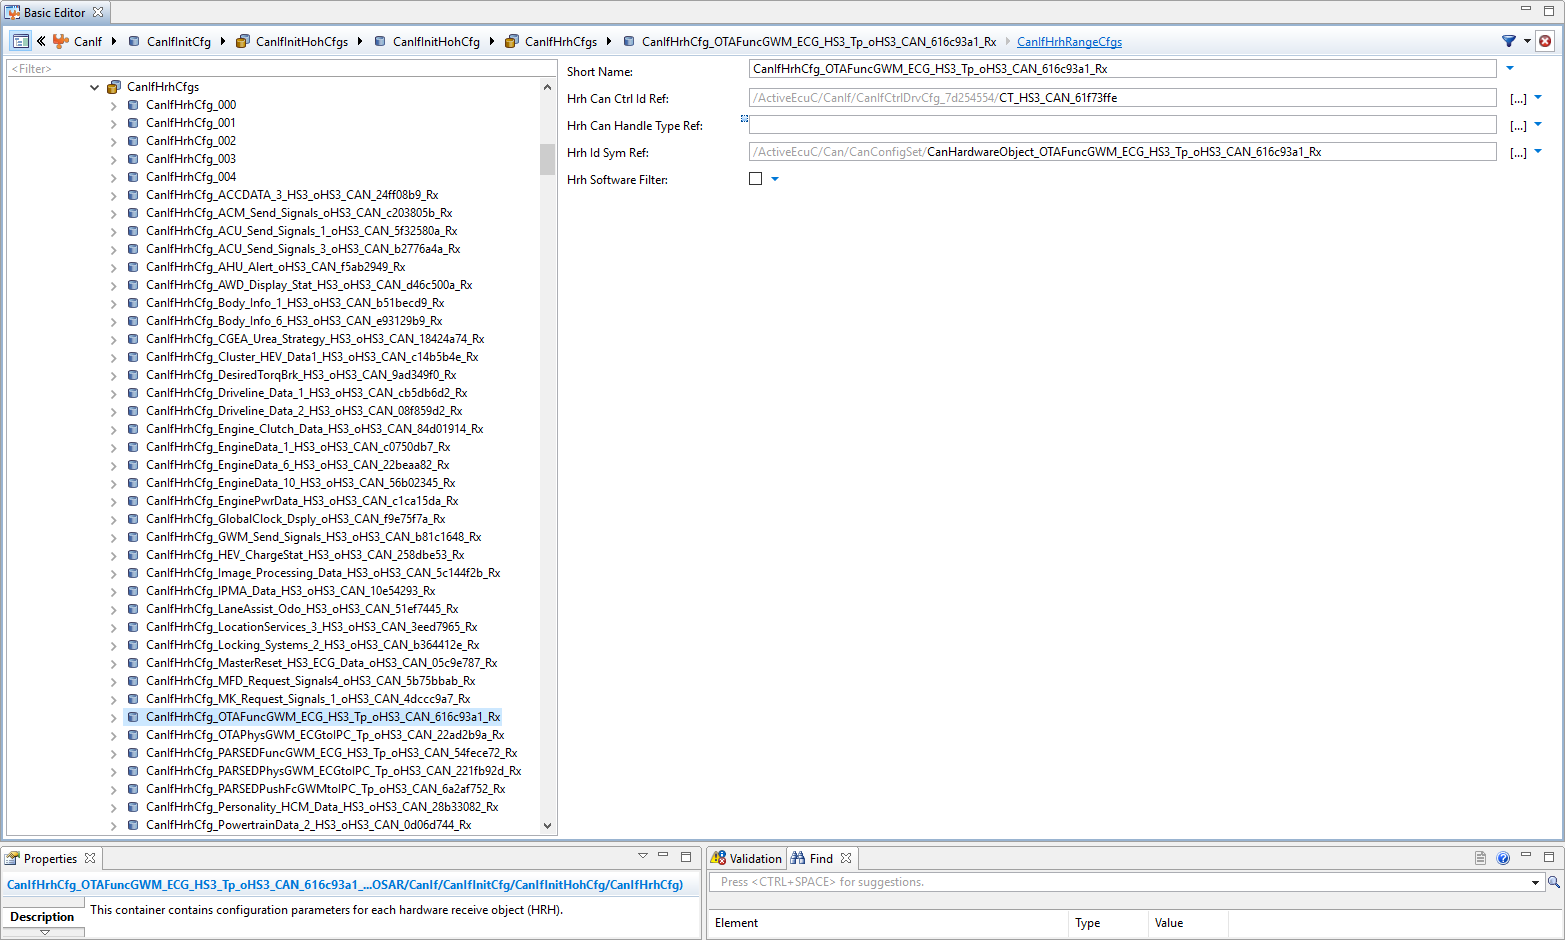 Basic Editor
CanIf CanIfInitCfg CanIfInitHohCfgs CanIfInitHohCfg CanIfHrhCfgs CanIfHrhCfg_OTAFuncGWM_ECG_HS3_Tp_oHS3_CAN_616c93a1_Rx CanIfHrhRangeCfgs
<Filter>
CanIfHrhCfgs
CanIfHrhCfg_000
CanIfHrhCfg_001
CanIfHrhCfg_002
CanIfHrhCfg_003
CanIfHrhCfg_004
CanIfHrhCfg_ACCDATA_3_HS3_oHS3_CAN_24ff08b9_Rx
CanIfHrhCfg_ACM_Send_Signals_oHS3_CAN_c203805b_Rx
CanIfHrhCfg_ACU_Send_Signals_1_oHS3_CAN_5f32580a_Rx
CanIfHrhCfg_ACU_Send_Signals_3_oHS3_CAN_b2776a4a_Rx
CanIfHrhCfg_AHU_Alert_oHS3_CAN_f5ab2949_Rx
CanIfHrhCfg_AWD_Display_Stat_HS3_oHS3_CAN_d46c500a_Rx
CanIfHrhCfg_Body_Info_1_HS3_oHS3_CAN_b51becd9_Rx
CanIfHrhCfg_Body_Info_6_HS3_oHS3_CAN_e93129b9_Rx
CanIfHrhCfg_CGEA_Urea_Strategy_HS3_oHS3_CAN_18424a74_Rx
CanIfHrhCfg_Cluster_HEV_Data1_HS3_oHS3_CAN_c14b5b4e_Rx
CanIfHrhCfg_DesiredTorqBrk_HS3_oHS3_CAN_9ad349f0_Rx
CanIfHrhCfg_Driveline_Data_1_HS3_oHS3_CAN_cb5db6d2_Rx
CanIfHrhCfg_Driveline_Data_2_HS3_oHS3_CAN_08f859d2_Rx
CanIfHrhCfg_Engine_Clutch_Data_HS3_oHS3_CAN_84d01914_Rx
CanIfHrhCfg_EngineData_1_HS3_oHS3_CAN_c0750db7_Rx
CanIfHrhCfg_EngineData_6_HS3_oHS3_CAN_22beaa82_Rx
CanIfHrhCfg_EngineData_10_HS3_oHS3_CAN_56b02345_Rx
CanIfHrhCfg_EnginePwrData_HS3_oHS3_CAN_c1ca15da_Rx
CanIfHrhCfg_GlobalClock_Dsply_oHS3_CAN_f9e75f7a_Rx
CanIfHrhCfg_GWM_Send_Signals_HS3_oHS3_CAN_b81c1648_Rx
CanIfHrhCfg_HEV_ChargeStat_HS3_oHS3_CAN_258dbe53_Rx
CanIfHrhCfg_Image_Processing_Data_HS3_oHS3_CAN_5c144f2b_Rx
CanIfHrhCfg_IPMA_Data_HS3_oHS3_CAN_10e54293_Rx
CanIfHrhCfg_LaneAssist_Odo_HS3_oHS3_CAN_51ef7445_Rx
CanIfHrhCfg_LocationServices_3_HS3_oHS3_CAN_3eed7965_Rx
CanIfHrhCfg_Locking_Systems_2_HS3_oHS3_CAN_b364412e_Rx
CanIfHrhCfg_MasterReset_HS3_ECG_Data_oHS3_CAN_05c9e787_Rx
CanIfHrhCfg_MFD_Request_Signals4_oHS3_CAN_5b75bbab_Rx
CanIfHrhCfg_MK_Request_Signals_1_oHS3_CAN_4dccc9a7_Rx
CanIfHrhCfg_OTAFuncGWM_ECG_HS3_Tp_oHS3_CAN_616c93a1_Rx
CanIfHrhCfg_OTAPhysGWM_ECGtoIPC_Tp_oHS3_CAN_22ad2b9a_Rx
CanIfHrhCfg_PARSEDFuncGWM_ECG_HS3_Tp_oHS3_CAN_54fece72_Rx
CanIfHrhCfg_PARSEDPhysGWM_ECGtoIPC_Tp_oHS3_CAN_221fb92d_Rx
CanIfHrhCfg_PARSEDPushFcGWMtoIPC_Tp_oHS3_CAN_6a2af752_Rx
CanIfHrhCfg_Personality_HCM_Data_HS3_oHS3_CAN_28b33082_Rx
CanIfHrhCfg_PowertrainData_2_HS3_oHS3_CAN_0d06d744_Rx
Short Name: CanIfHrhCfg_OTAFuncGWM_ECG_HS3_Tp_oHS3_CAN_616c93a1_Rx
Hrh Can Ctrl Id Ref: /ActiveEcuC/CanIf/CanIfCtrlDrvCfg_7d254554/CT_HS3_CAN_61f73ffe [...]
Hrh Can Handle Type Ref: [...]
Hrh Id Sym Ref: /ActiveEcuC/Can/CanConfigSet/CanHardwareObject_OTAFuncGWM_ECG_HS3_Tp_oHS3_CAN_616c93a1_Rx [...]
Hrh Software Filter:
Properties
CanIfHrhCfg_OTAFuncGWM_ECG_HS3_Tp_oHS3_CAN_616c93a1_...OSAR/CanIf/CanIfInitCfg/CanIfInitHohCfg/CanIfHrhCfg)
Description
This container contains configuration parameters for each hardware receive object (HRH).
Validation Find
Press <CTRL+SPACE> for suggestions.
Element Type Value